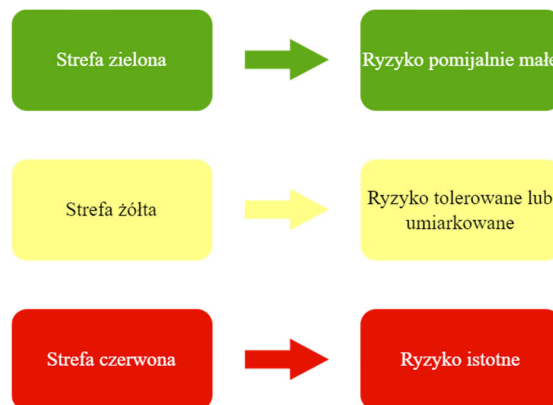 Strefa zielona
Ryzyko pomijalnie małe
Strefa żółta
Ryzyko tolerowane lub
umiarkowane
Strefa czerwona
Ryzyko istotne